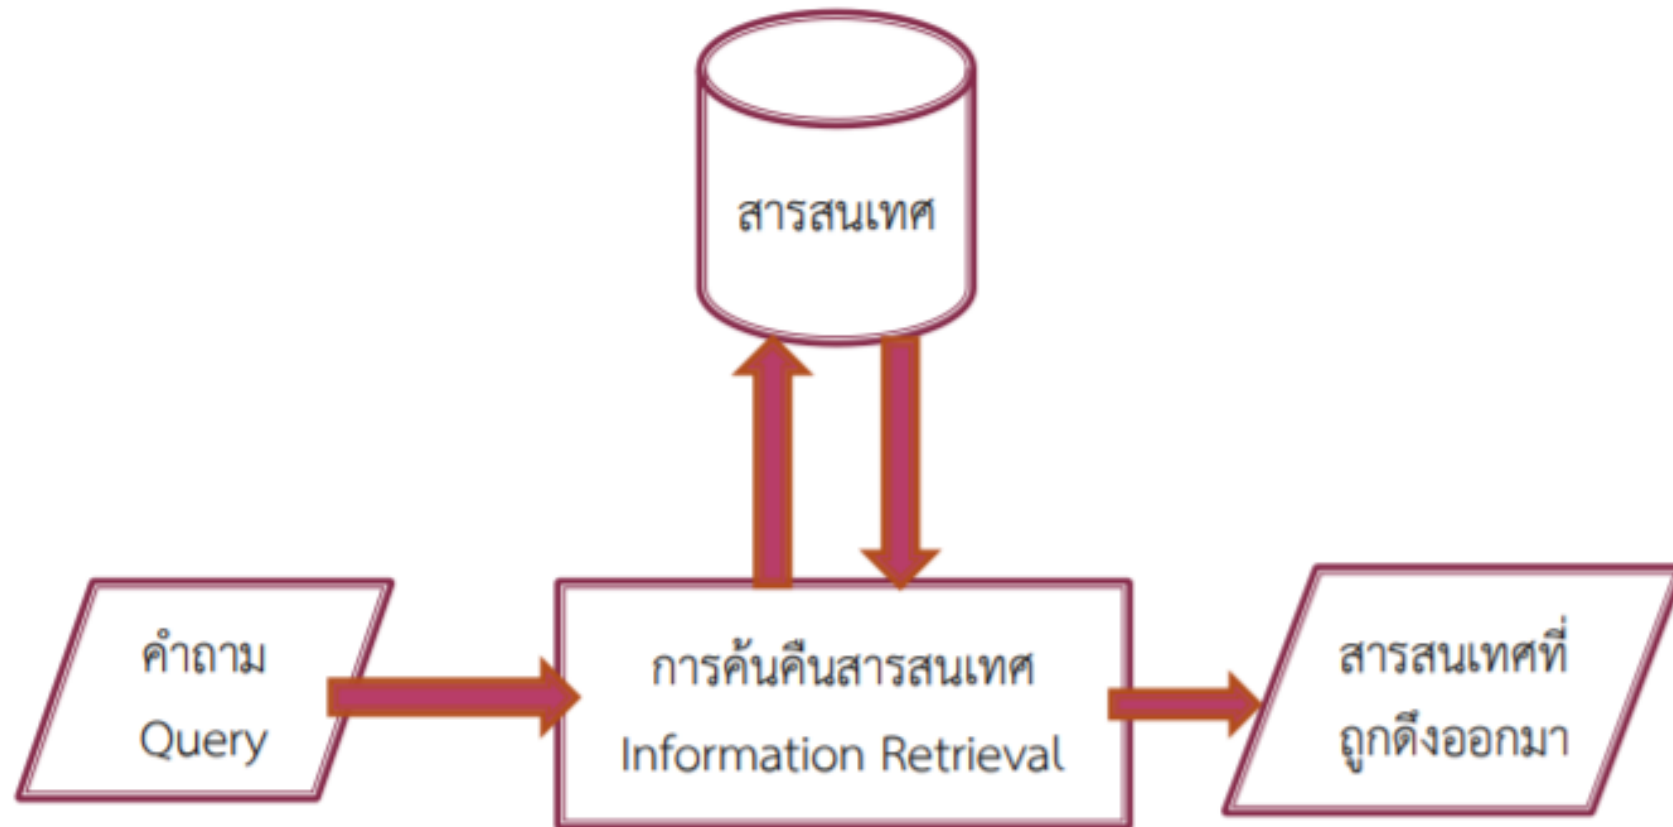 สารสนเทศ
คำถาม
Query
การค้นคืนสารสนเทศ
Information Retrieval
สารสนเทศที่
ถูกดึงออกมา